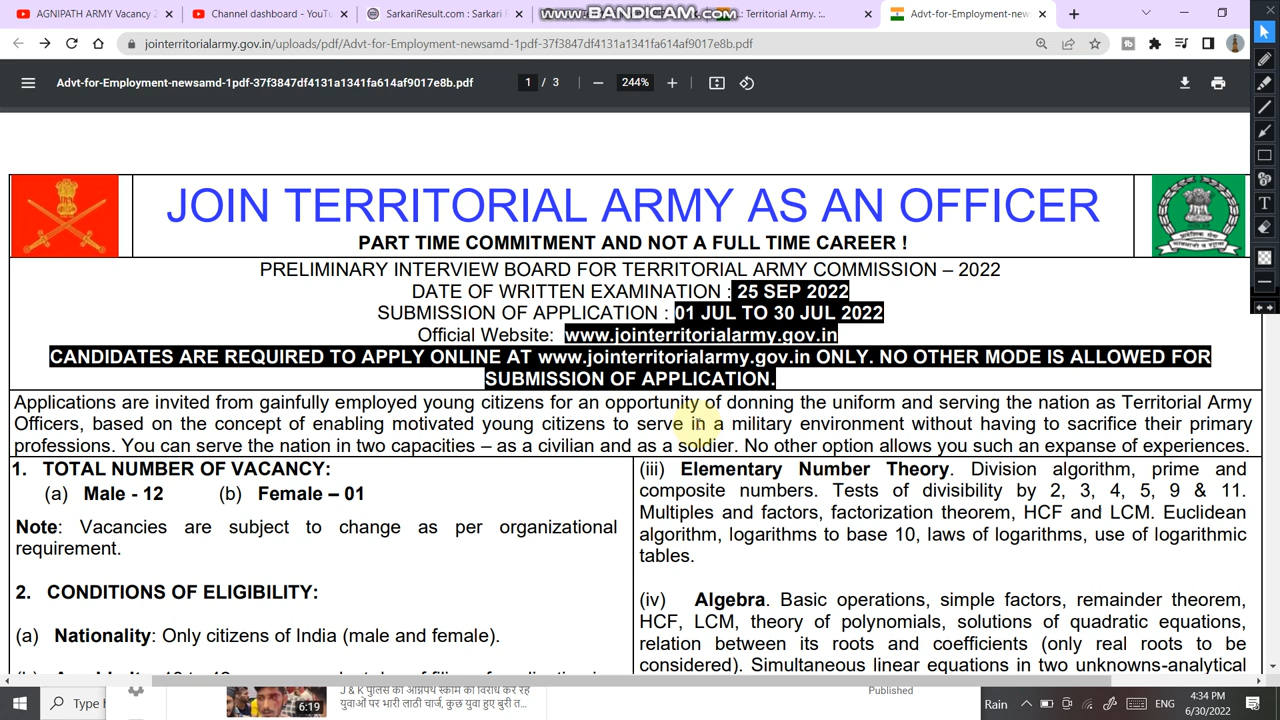 AGNIPATH ARMY Vacancy 2
Channel dashboard - YouTu
SarkariResult.com : Sarkari R
WWW.BANDICAM.COM
: Territorial Army. :..
Advt-for-Employment-new
jointerritorialarmy.gov.in/uploads/pdf/Advt-for-Employment-newsamd-1pdf-37f3847df4131a1341fa614af9017e8b.pdf
Advt-for-Employment-newsamd-1pdf-37f3847df4131a1341fa614af9017e8b.pdf
1 / 3
244%
JOIN TERRITORIAL ARMY AS AN OFFICER
PART TIME COMMITMENT AND NOT A FULL TIME CAREER !
PRELIMINARY INTERVIEW BOARD FOR TERRITORIAL ARMY COMMISSION – 2022
DATE OF WRITTEN EXAMINATION : 25 SEP 2022
SUBMISSION OF APPLICATION : 01 JUL TO 30 JUL 2022
Official Website: www.jointerritorialarmy.gov.in
CANDIDATES ARE REQUIRED TO APPLY ONLINE AT www.jointerritorialarmy.gov.in ONLY. NO OTHER MODE IS ALLOWED FOR
SUBMISSION OF APPLICATION.
Applications are invited from gainfully employed young citizens for an opportunity of donning the uniform and serving the nation as Territorial Army
Officers, based on the concept of enabling motivated young citizens to serve in a military environment without having to sacrifice their primary
professions. You can serve the nation in two capacities – as a civilian and as a soldier. No other option allows you such an expanse of experiences.
1. TOTAL NUMBER OF VACANCY:
(a) Male - 12 (b) Female – 01
Note: Vacancies are subject to change as per organizational
requirement.
2. CONDITIONS OF ELIGIBILITY:
(a) Nationality: Only citizens of India (male and female).
(iii) Elementary Number Theory. Division algorithm, prime and
composite numbers. Tests of divisibility by 2, 3, 4, 5, 9 & 11.
Multiples and factors, factorization theorem, HCF and LCM. Euclidean
algorithm, logarithms to base 10, laws of logarithms, use of logarithmic
tables.
(iv) Algebra. Basic operations, simple factors, remainder theorem,
HCF, LCM, theory of polynomials, solutions of quadratic equations,
relation between its roots and coefficients (only real roots to be
considered). Simultaneous linear equations in two unknowns-analytical
Type h
6:19
J & K पुलिस का अग्निपथ स्कीम का विरोध कर रहे
युवाओं पर भारी लाठी चार्ज, कुछ युवा हुए बुरी त...
Published
Rain
ENG
4:34 PM
6/30/2022